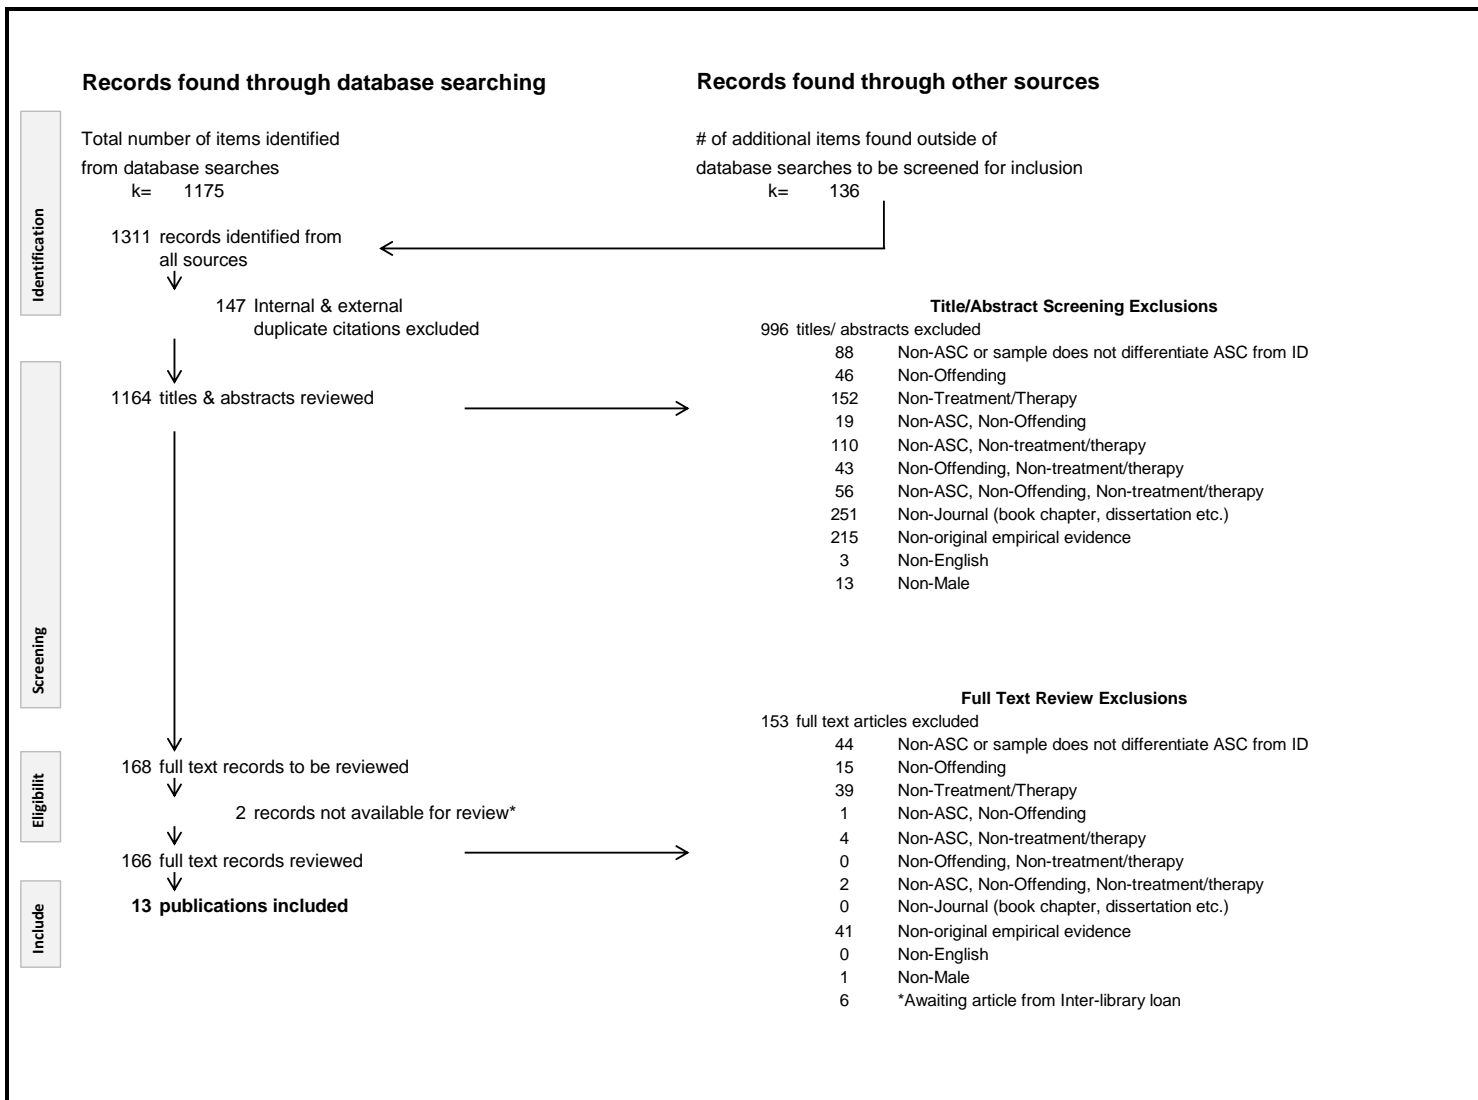 Records found through database searching
Records found through other sources
Total number of items identified
from database searches
k= 1175
# of additional items found outside of
database searches to be screened for inclusion
k= 136
Identification
1311 records identified from
all sources
147 Internal & external
duplicate citations excluded
Title/Abstract Screening Exclusions
996 titles/ abstracts excluded
88 Non-ASC or sample does not differentiate ASC from ID
46 Non-Offending
152 Non-Treatment/Therapy
19 Non-ASC, Non-Offending
110 Non-ASC, Non-treatment/therapy
43 Non-Offending, Non-treatment/therapy
56 Non-ASC, Non-Offending, Non-treatment/therapy
251 Non-Journal (book chapter, dissertation etc.)
215 Non-original empirical evidence
3 Non-English
13 Non-Male
Screening
1164 titles & abstracts reviewed
Full Text Review Exclusions
153 full text articles excluded
44 Non-ASC or sample does not differentiate ASC from ID
15 Non-Offending
39 Non-Treatment/Therapy
1 Non-ASC, Non-Offending
4 Non-ASC, Non-treatment/therapy
0 Non-Offending, Non-treatment/therapy
2 Non-ASC, Non-Offending, Non-treatment/therapy
0 Non-Journal (book chapter, dissertation etc.)
41 Non-original empirical evidence
0 Non-English
1 Non-Male
6 *Awaiting article from Inter-library loan
Eligibilit
168 full text records to be reviewed
2 records not available for review*
166 full text records reviewed
Include
13 publications included